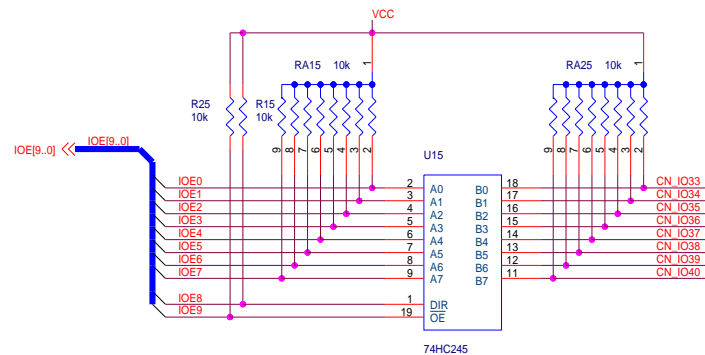 VCC
RA15 10k 1
RA25 10k 1
R25 R15
10k 10k
9 8 7 6 5 4 3 2
9 8 7 6 5 4 3 2
U15
IOE[9..0] IOE[9..0]
IOE0 2 A0 B0 18 CN_IO33
IOE1 3 A1 B1 17 CN_IO34
IOE2 4 A2 B2 16 CN_IO35
IOE3 5 A3 B3 15 CN_IO36
IOE4 6 A4 B4 14 CN_IO37
IOE5 7 A5 B5 13 CN_IO38
IOE6 8 A6 B6 12 CN_IO39
IOE7 9 A7 B7 11 CN_IO40
IOE8 1 DIR
IOE9 19 OE
74HC245